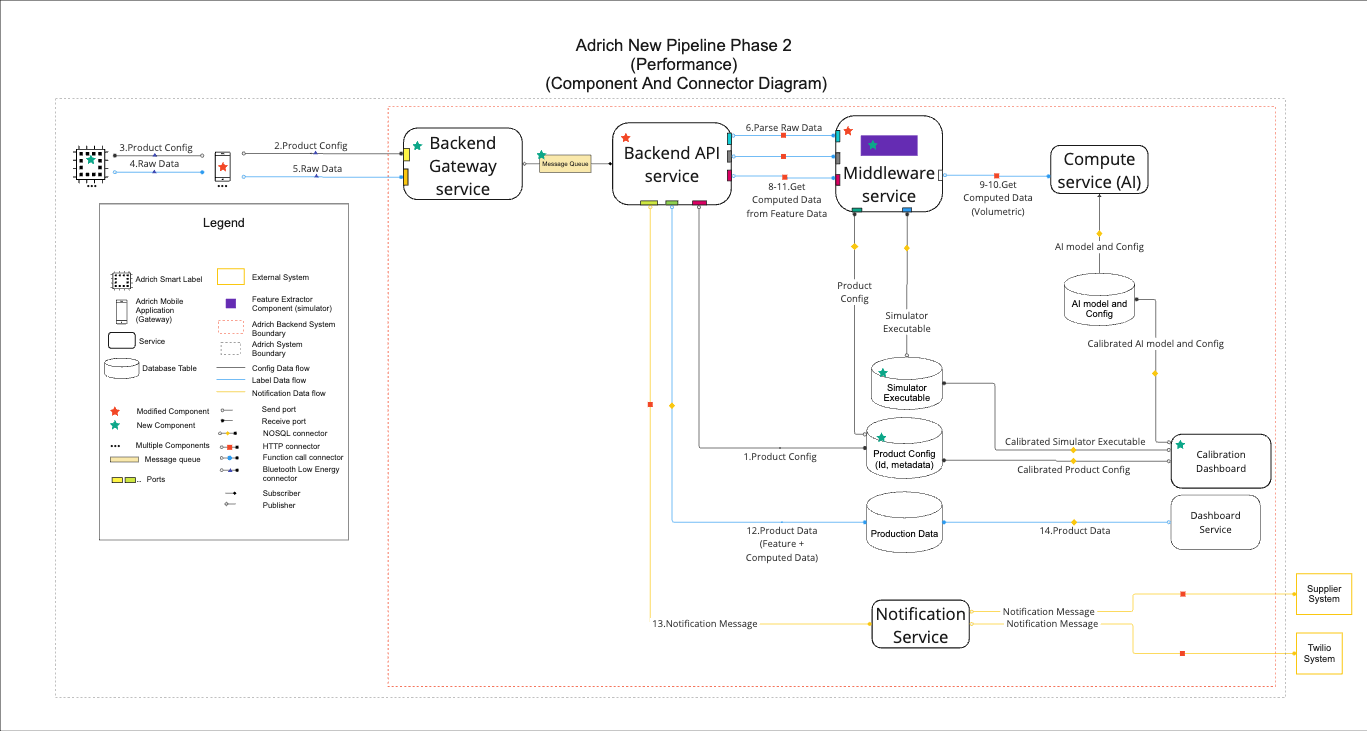 Adrich New Pipeline Phase 2
(Performance)
(Component And Connector Diagram)
3.Product Config
4.Raw Data
2.Product Config
5.Raw Data
Backend
Gateway
service
Message Queue
Backend API
service
6.Parse Raw Data
8-11.Get
Computed Data
from Feature Data
Middleware
service
9-10.Get
Computed Data
(Volumetric)
Compute
service (AI)
AI model and Config
AI model and
Config
Calibrated AI model and Config
Product
Config
Simulator
Executable
Simulator
Executable
Product Config
(Id, metadata)
1.Product Config
Calibrated Simulator Executable
Calibrated Product Config
Calibration
Dashboard
12.Product Data
(Feature +
Computed Data)
Production Data
14.Product Data
Dashboard
Service
13.Notification Message
Notification
Service
Notification Message
Notification Message
Supplier
System
Twilio
System
Legend
Adrich Smart Label
Adrich Mobile
Application
(Gateway)
Service
Database Table
Modified Component
New Component
Multiple Components
Message queue
Ports
External System
Feature Extractor
Component (simulator)
Adrich Backend System
Boundary
Adrich System
Boundary
Config Data flow
Label Data flow
Notification Data flow
Send port
Receive port
NOSQL connector
HTTP connector
Function call connector
Bluetooth Low Energy
connector
Subscriber
Publisher